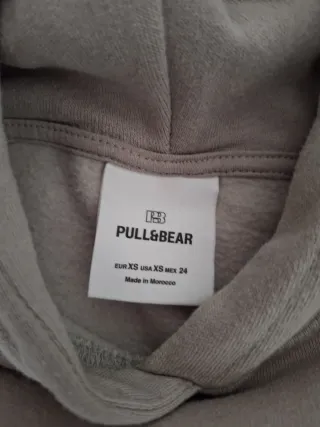 PB
PULL&BEAR
EUR XS USA XS MEX 24
Made in Morocco